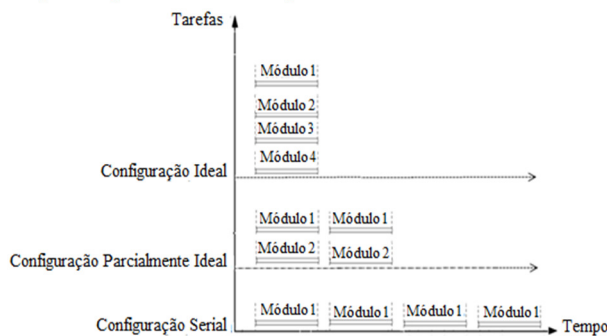 Tarefas
Módulo 1
Módulo 2
Módulo 3
Módulo 4
Configuração Ideal
Módulo 1 Módulo 1
Módulo 2 Módulo 2
Configuração Parcialmente Ideal
Módulo 1 Módulo 1 Módulo 1 Módulo 1
Configuração Serial
Tempo